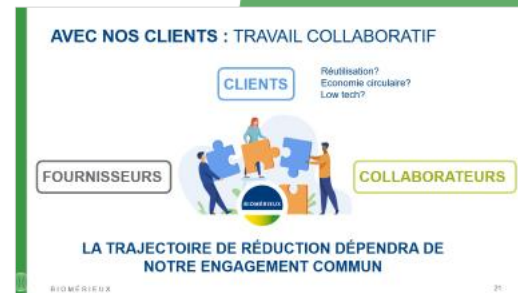 AVEC NOS CLIENTS : TRAVAIL COLLABORATIF
CLIENTS
Réutilisation?
Economie circulaire?
Low tech?
FOURNISSEURS
COLLABORATEURS
BIOMÉRIEUX
LA TRAJECTOIRE DE RÉDUCTION DÉPENDRA DE
NOTRE ENGAGEMENT COMMUN
BIOMÉRIEUX
21